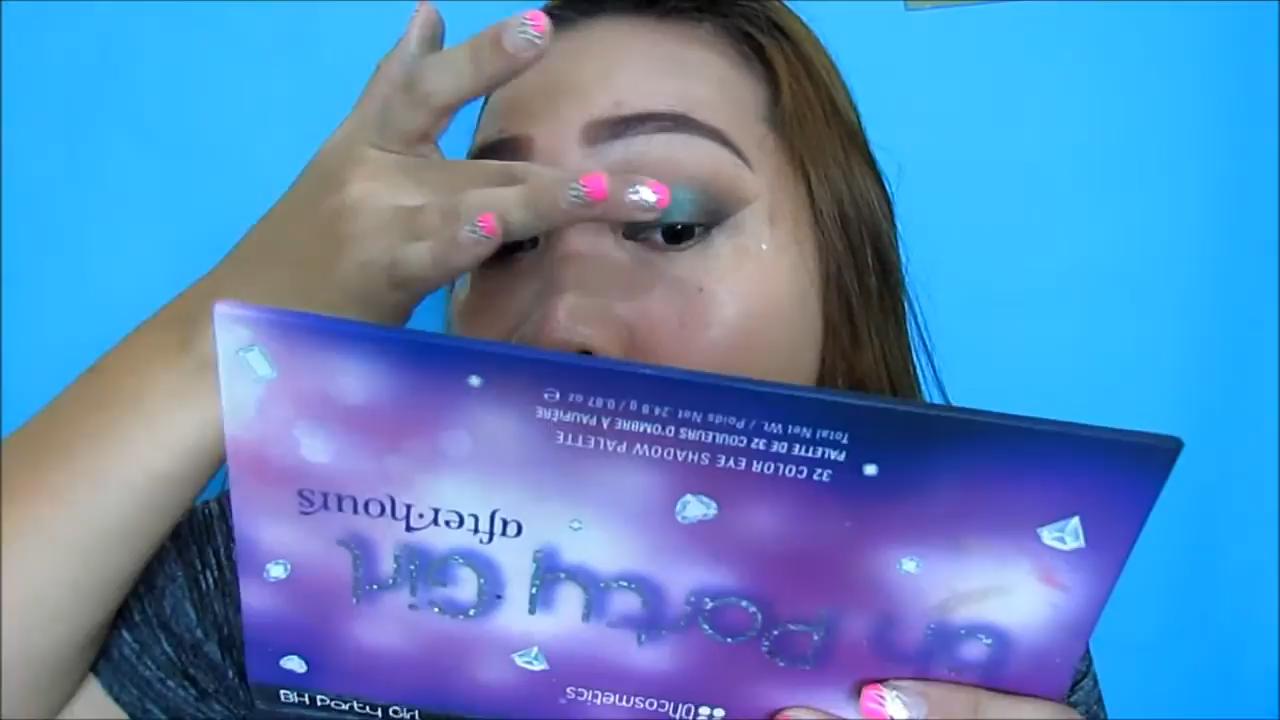 bhcosmetics
BH Party Girl
after·hours
32 COLOR EYE SHADOW PALETTE
PALETTE DE 32 COULEURS D'OMBRE À PAUPIÈRE
Total Net Wt. / Poids Net. 24.8 g / 0.87 oz ℮
BH Party Girl